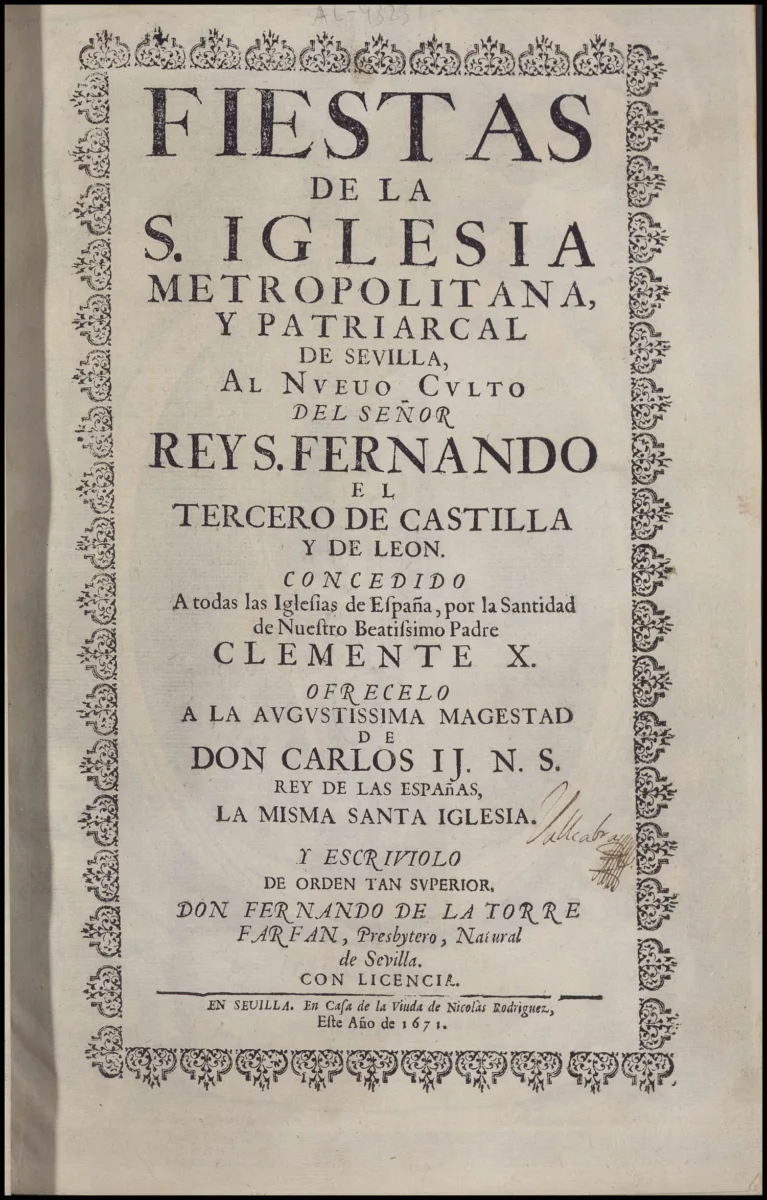 AL-4323
FIESTAS
DE LA
S. IGLESIA
METROPOLITANA,
Y PATRIARCAL
DE SEVILLA,
AL NVEUO CVLTO
DEL SEÑOR
REY S. FERNANDO
EL
TERCERO DE CASTILLA
Y DE LEON.
CONCEDIDO
A todas las Iglesias de España, por la Santidad
de Nuestro Beatissimo Padre
CLEMENTE X.
OFRECELO
A LA AVGVSTISSIMA MAGESTAD
DE
DON CARLOS IJ. N. S.
REY DE LAS ESPAñAS,
LA MISMA SANTA IGLESIA.
Y ESCRIVIOLO
DE ORDEN TAN SVPERIOR,
DON FERNANDO DE LA TORRE
FARFAN, Presbytero, Natural
de Sevilla.
CON LICENCIA.
EN SEUILLA. En Casa de la Viuda de Nicolàs Rodriguez,
Este Año de 1671.